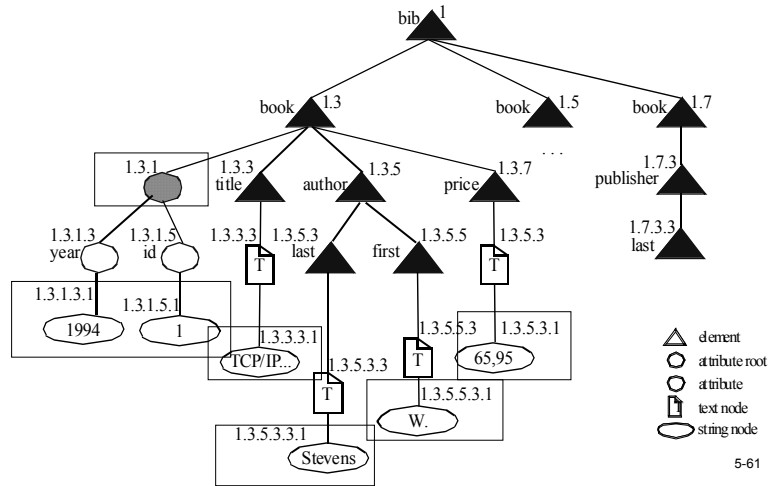 bib 1
book 1.3
book 1.5
book 1.7
...
1.3.1
1.3.3
title
author 1.3.5
price 1.3.7
publisher 1.7.3
1.3.1.3
year
1.3.1.5
id
1.3.3.3
T
1.3.5.3
last
first 1.3.5.5
1.3.5.3
T
1.7.3.3
last
1.3.1.3.1
1994
1.3.1.5.1
1
1.3.3.3.1
TCP/IP...
1.3.5.3.3
T
1.3.5.5.3
T
1.3.5.3.1
65,95
1.3.5.5.3.1
W.
1.3.5.3.3.1
Stevens
element
attribute root
attribute
T text node
string node
5-61